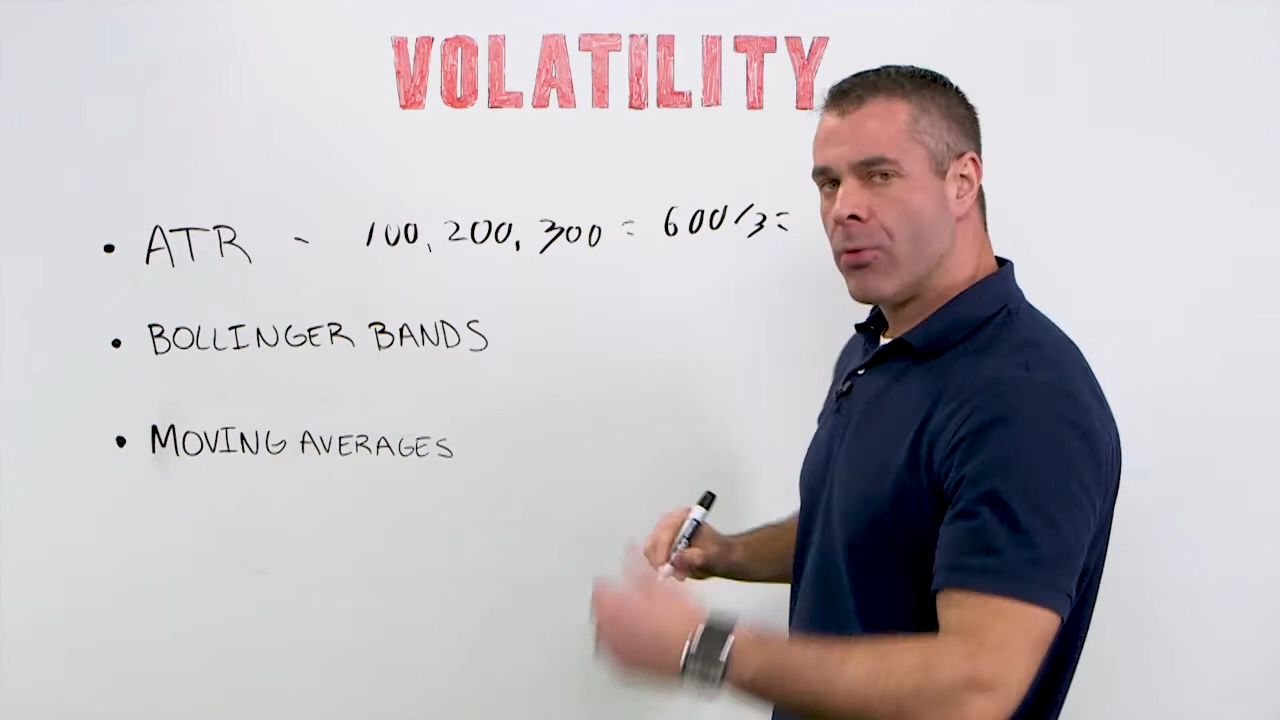 VOLATILITY
• ATR - 100, 200, 300 = 600/3 =
• BOLLINGER BANDS
• MOVING AVERAGES